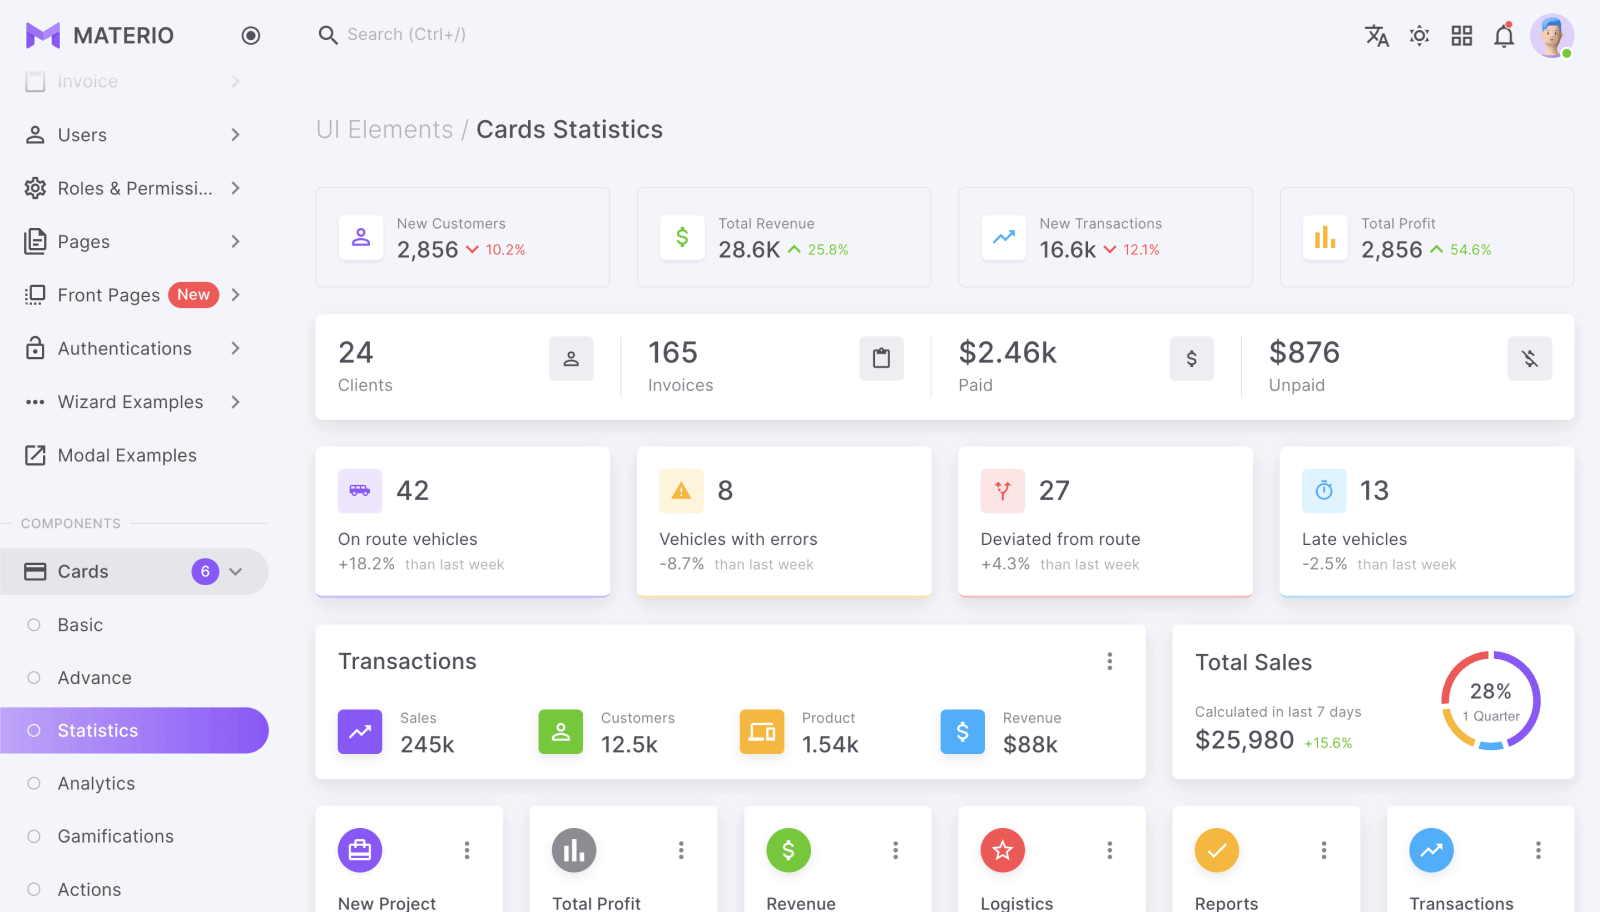 MATERIO
Search (Ctrl+/)
Invoice
Users
Roles & Permissi...
Pages
Front Pages New
Authentications
Wizard Examples
Modal Examples
COMPONENTS
Cards 6
Basic
Advance
Statistics
Analytics
Gamifications
Actions
UI Elements / Cards Statistics
New Customers
2,856 10.2%
Total Revenue
28.6K 25.8%
New Transactions
16.6k 12.1%
Total Profit
2,856 54.6%
24
Clients
165
Invoices
$2.46k
Paid
$876
Unpaid
42
On route vehicles
+18.2% than last week
8
Vehicles with errors
-8.7% than last week
27
Deviated from route
+4.3% than last week
13
Late vehicles
-2.5% than last week
Transactions
Sales
245k
Customers
12.5k
Product
1.54k
Revenue
$88k
Total Sales
Calculated in last 7 days
$25,980 +15.6%
28%
1 Quarter
New Project
Total Profit
Revenue
Logistics
Reports
Transactions